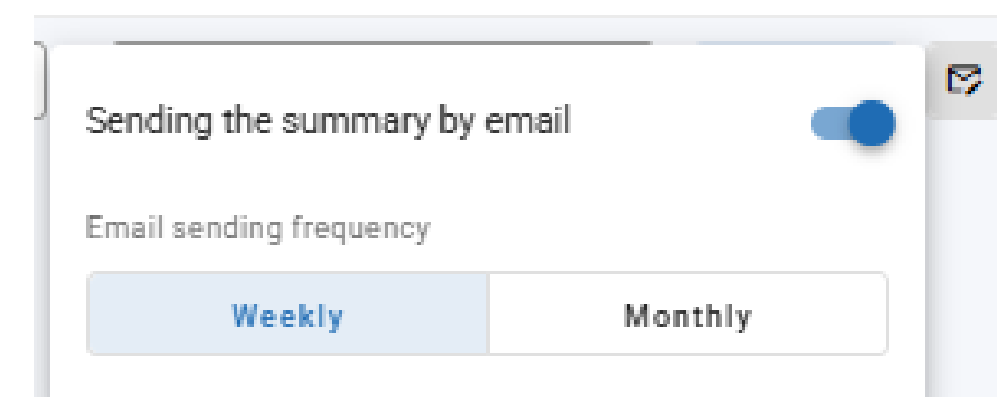 Sending the summary by email
Email sending frequency
Weekly
Monthly